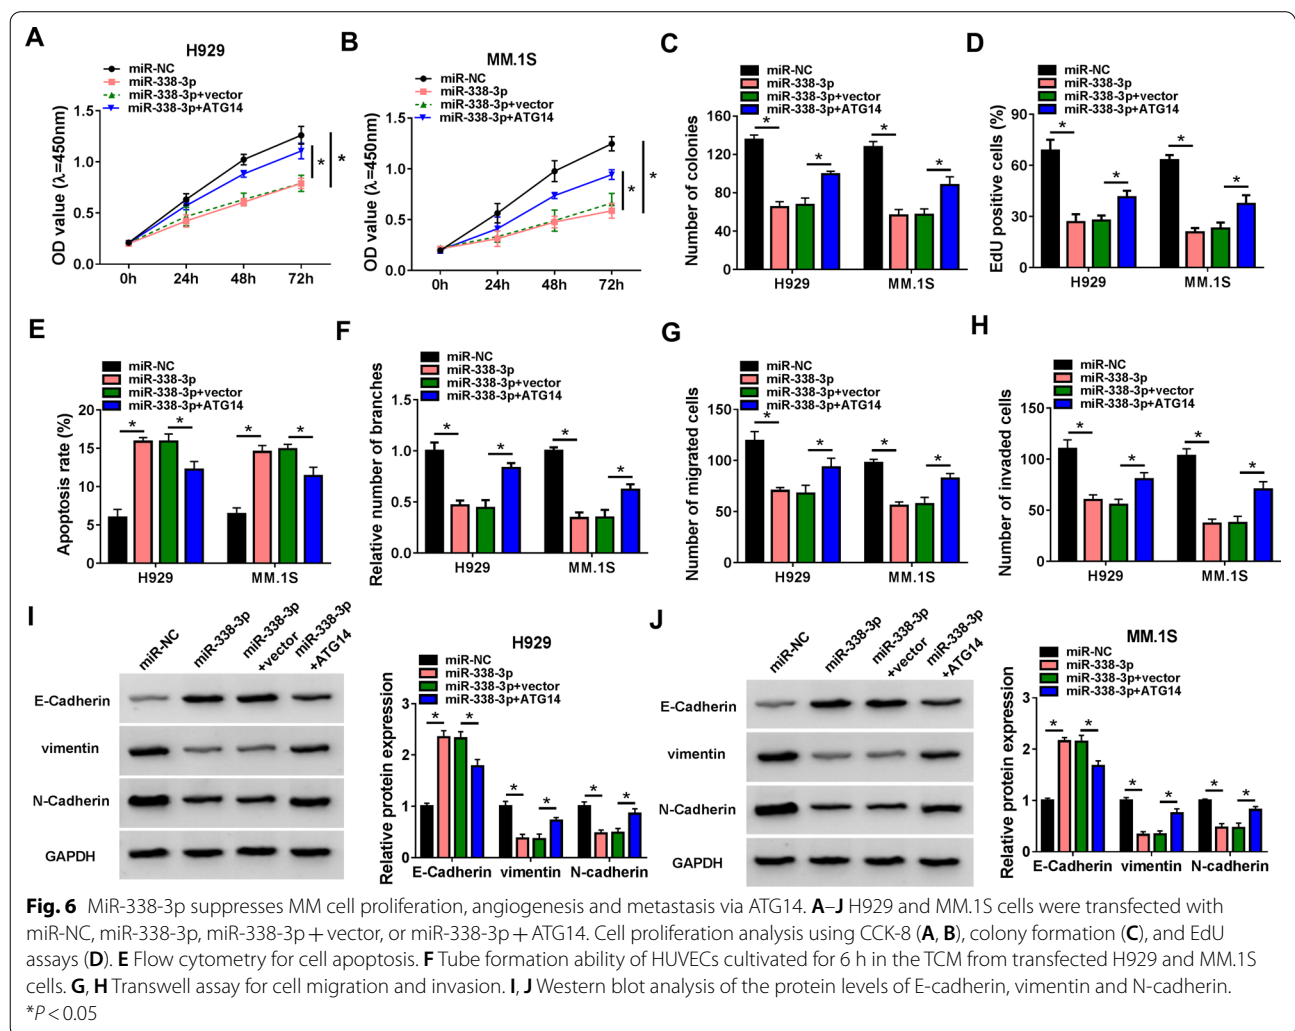 A
H929
miR-NC
miR-338-3p
miR-338-3p+vector
miR-338-3p+ATG14
OD value (λ=450nm)
1.5
1.0
0.5
0.0
0h 24h 48h 72h
*
*
B
MM.1S
miR-NC
miR-338-3p
miR-338-3p+vector
miR-338-3p+ATG14
OD value (λ=450nm)
1.5
1.0
0.5
0.0
0h 24h 48h 72h
*
*
C
miR-NC
miR-338-3p
miR-338-3p+vector
miR-338-3p+ATG14
Number of colonies
160
120
80
40
0
* * * *
H929 MM.1S
D
miR-NC
miR-338-3p
miR-338-3p+vector
miR-338-3p+ATG14
EdU positive cells (%)
90
60
30
0
* * * *
H929 MM.1S
E
miR-NC
miR-338-3p
miR-338-3p+vector
miR-338-3p+ATG14
Apoptosis rate (%)
20
15
10
5
0
* * * *
H929 MM.1S
F
miR-NC
miR-338-3p
miR-338-3p+vector
miR-338-3p+ATG14
Relative number of branches
1.5
1.0
0.5
0.0
* * * *
H929 MM.1S
G
miR-NC
miR-338-3p
miR-338-3p+vector
miR-338-3p+ATG14
Number of migrated cells
150
100
50
0
* * * *
H929 MM.1S
H
miR-NC
miR-338-3p
miR-338-3p+vector
miR-338-3p+ATG14
Number of invaded cells
150
100
50
0
* * * *
H929 MM.1S
I
miR-NC
miR-338-3p
miR-338-3p
+vector
miR-338-3p
+ATG14
E-Cadherin
vimentin
N-Cadherin
GAPDH
H929
miR-NC
miR-338-3p
miR-338-3p+vector
miR-338-3p+ATG14
Relative protein expression
3
2
1
0
* * * * * *
E-Cadherin vimentin N-cadherin
J
miR-NC
miR-338-3p
miR-338-3p
+vector
miR-338-3p
+ATG14
E-Cadherin
vimentin
N-Cadherin
GAPDH
MM.1S
miR-NC
miR-338-3p
miR-338-3p+vector
miR-338-3p+ATG14
Relative protein expression
3
2
1
0
* * * * * *
E-Cadherin vimentin N-cadherin
Fig. 6 MiR-338-3p suppresses MM cell proliferation, angiogenesis and metastasis via ATG14. A–J H929 and MM.1S cells were transfected with
miR-NC, miR-338-3p, miR-338-3p + vector, or miR-338-3p + ATG14. Cell proliferation analysis using CCK-8 (A, B), colony formation (C), and EdU
assays (D). E Flow cytometry for cell apoptosis. F Tube formation ability of HUVECs cultivated for 6 h in the TCM from transfected H929 and MM.1S
cells. G, H Transwell assay for cell migration and invasion. I, J Western blot analysis of the protein levels of E-cadherin, vimentin and N-cadherin.
*P < 0.05